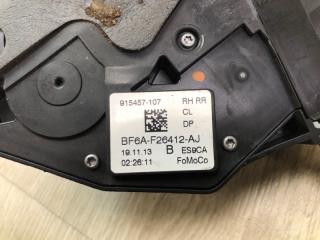 915457-107 RH RR
CL
DP
BF6A-F26412-AJ
19.11.13 B ES9CA
02:26:11 FoMoCo